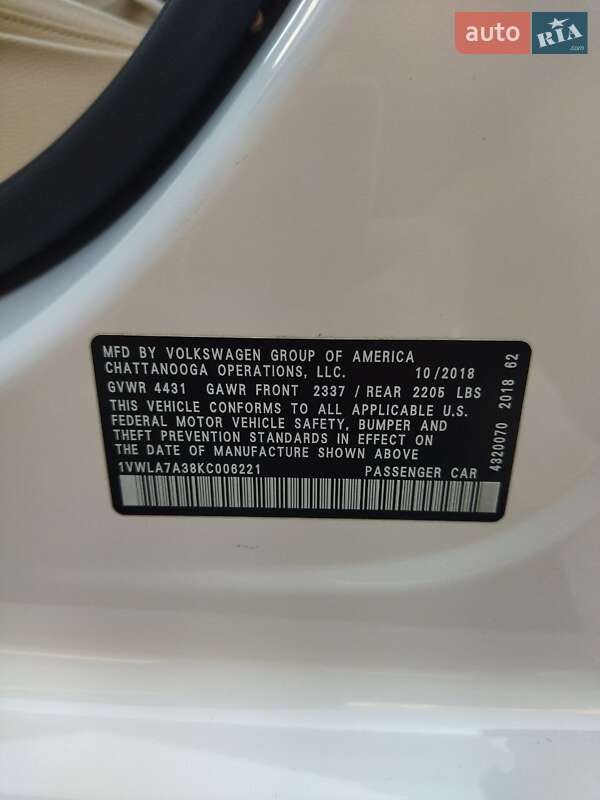 auto RIA.com
MFD BY VOLKSWAGEN GROUP OF AMERICA
CHATTANOOGA OPERATIONS, LLC. 10/2018
GVWR 4431 GAWR FRONT 2337 / REAR 2205 LBS
THIS VEHICLE CONFORMS TO ALL APPLICABLE U.S.
FEDERAL MOTOR VEHICLE SAFETY, BUMPER AND
THEFT PREVENTION STANDARDS IN EFFECT ON
THE DATE OF MANUFACTURE SHOWN ABOVE
1VWLA7A38KC006221 PASSENGER CAR
4320070 2018 62